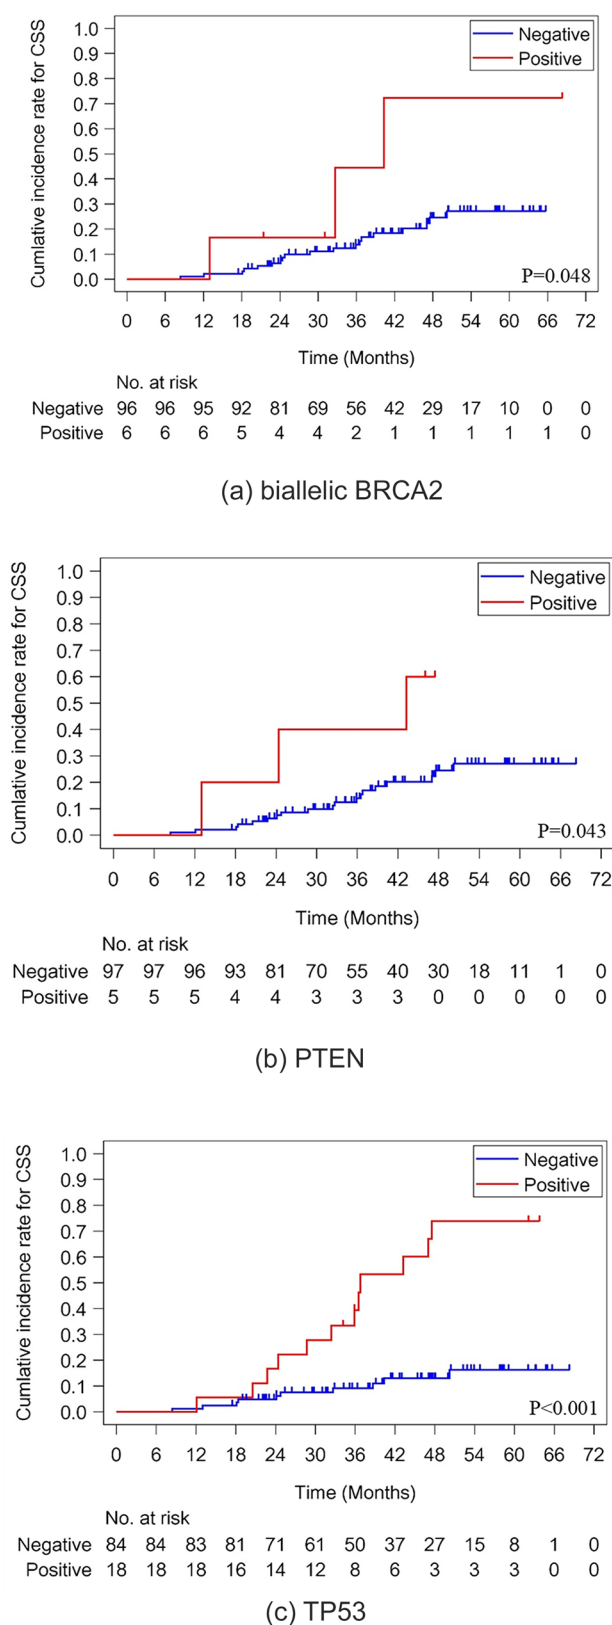 Cumlative incidence rate for CSS
1.0
0.9
0.8
0.7
0.6
0.5
0.4
0.3
0.2
0.1
0.0
Negative
Positive
P=0.048
0 6 12 18 24 30 36 42 48 54 60 66 72
Time (Months)
No. at risk
Negative 96 96 95 92 81 69 56 42 29 17 10 0 0
Positive 6 6 6 5 4 4 2 1 1 1 1 1 0
(a) biallelic BRCA2
Cumlative incidence rate for CSS
1.0
0.9
0.8
0.7
0.6
0.5
0.4
0.3
0.2
0.1
0.0
Negative
Positive
P=0.043
0 6 12 18 24 30 36 42 48 54 60 66 72
Time (Months)
No. at risk
Negative 97 97 96 93 81 70 55 40 30 18 11 1 0
Positive 5 5 5 4 4 3 3 3 0 0 0 0 0
(b) PTEN
Cumlative incidence rate for CSS
1.0
0.9
0.8
0.7
0.6
0.5
0.4
0.3
0.2
0.1
0.0
Negative
Positive
P<0.001
0 6 12 18 24 30 36 42 48 54 60 66 72
Time (Months)
No. at risk
Negative 84 84 83 81 71 61 50 37 27 15 8 1 0
Positive 18 18 18 16 14 12 8 6 3 3 3 0 0
(c) TP53